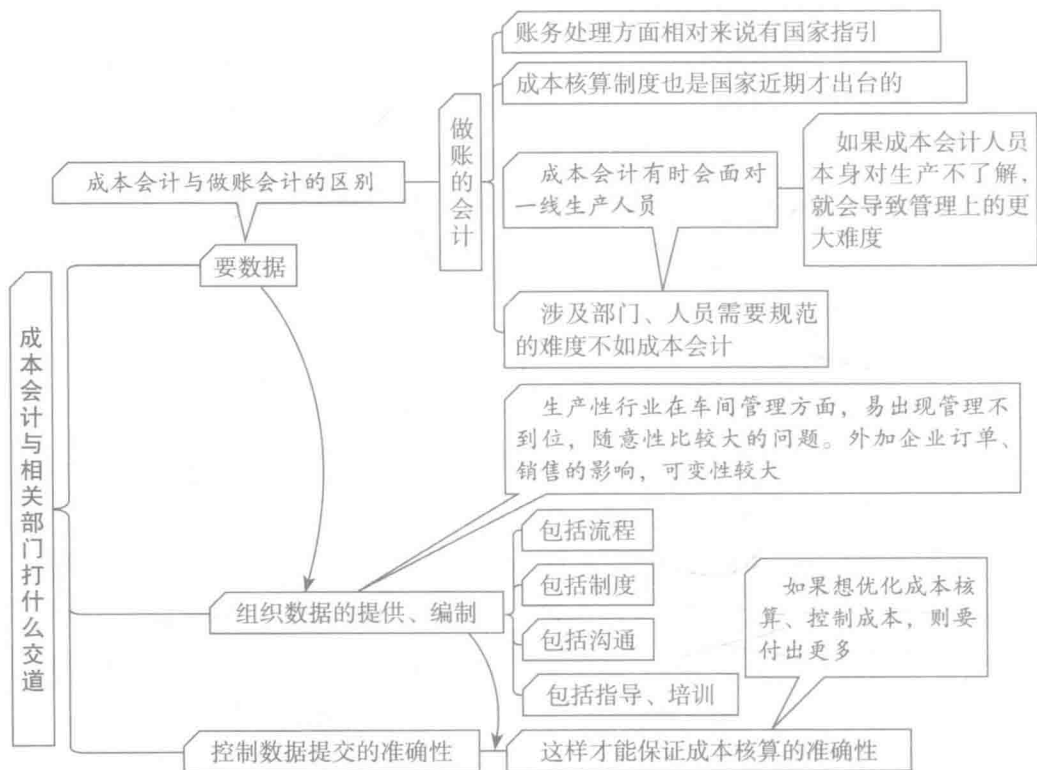 账务处理方面相对来说有国家指引
成本核算制度也是国家近期才出台的
做账的会计
成本会计与做账会计的区别
成本会计有时会面对
一线生产人员
如果成本会计人员
本身对生产不了解，
就会导致管理上的更
大难度
要数据
涉及部门、人员需要规范
的难度不如成本会计
成本会计与相关部门打什么交道
生产性行业在车间管理方面，易出现管理不
到位，随意性比较大的问题。外加企业订单、
销售的影响，可变性较大
包括流程
包括制度
组织数据的提供、编制
包括沟通
包括指导、培训
如果想优化成本核
算、控制成本，则要
付出更多
控制数据提交的准确性
这样才能保证成本核算的准确性